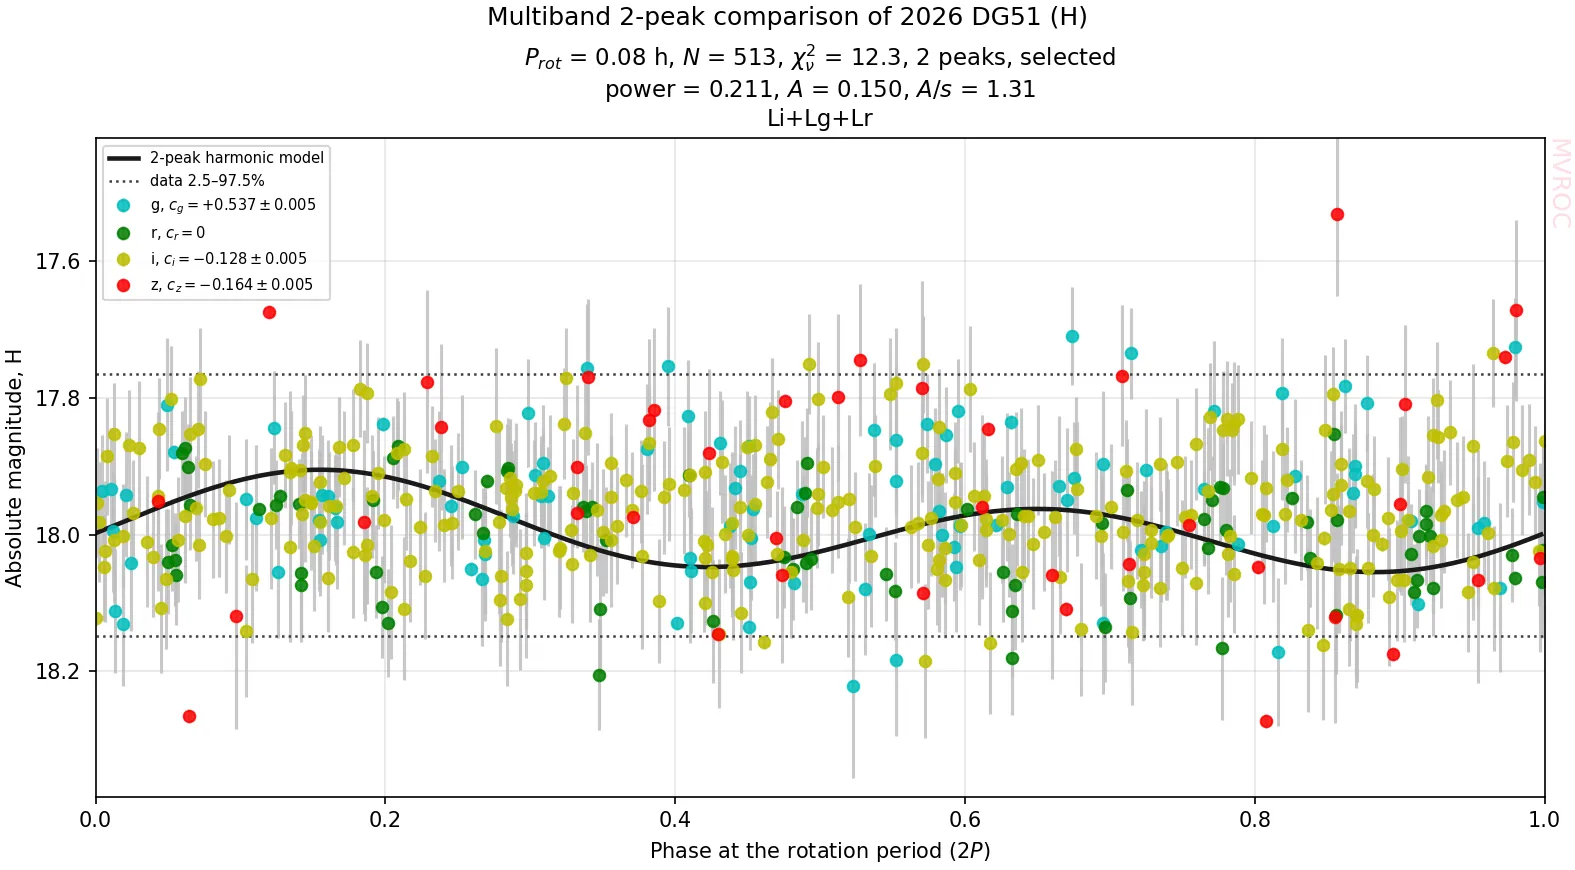 Multiband 2-peak comparison of 2026 DG51 (H)
P_rot = 0.08 h, N = 513, χ²_ν = 12.3, 2 peaks, selected
power = 0.211, A = 0.150, A/s = 1.31
Li+Lg+Lr
2-peak harmonic model
data 2.5–97.5%
g, c_g = +0.537 ± 0.005
r, c_r = 0
i, c_i = −0.128 ± 0.005
z, c_z = −0.164 ± 0.005
MVROC
Absolute magnitude, H
17.6
17.8
18.0
18.2
0.0 0.2 0.4 0.6 0.8 1.0
Phase at the rotation period (2P)